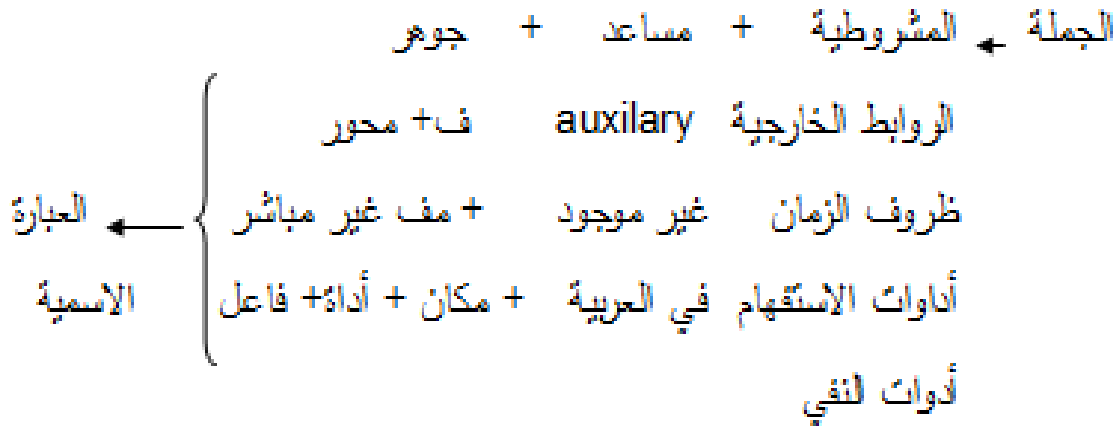 الجملة ← المشروطية + مساعد + جوهر
الروابط الخارجية auxilary ف+ محور
ظروف الزمان غير موجود + مف غير مباشر ← العبارة
أداوات الاستفهام في العربية + مكان + أداة+ فاعل الاسمية
أدوات النفي